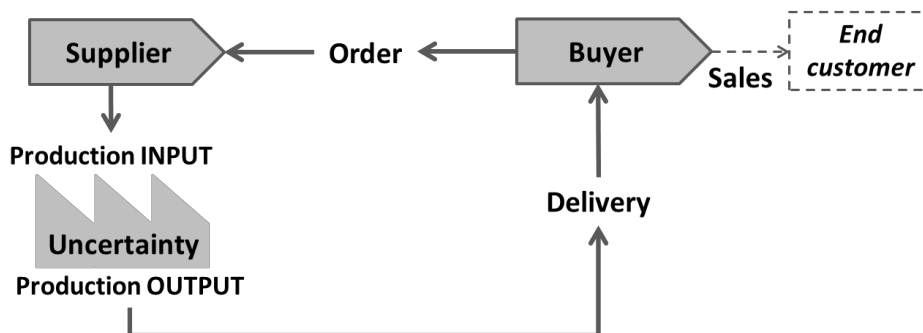 Supplier
Order
Buyer
Sales
End
customer
Production INPUT
Uncertainty
Production OUTPUT
Delivery